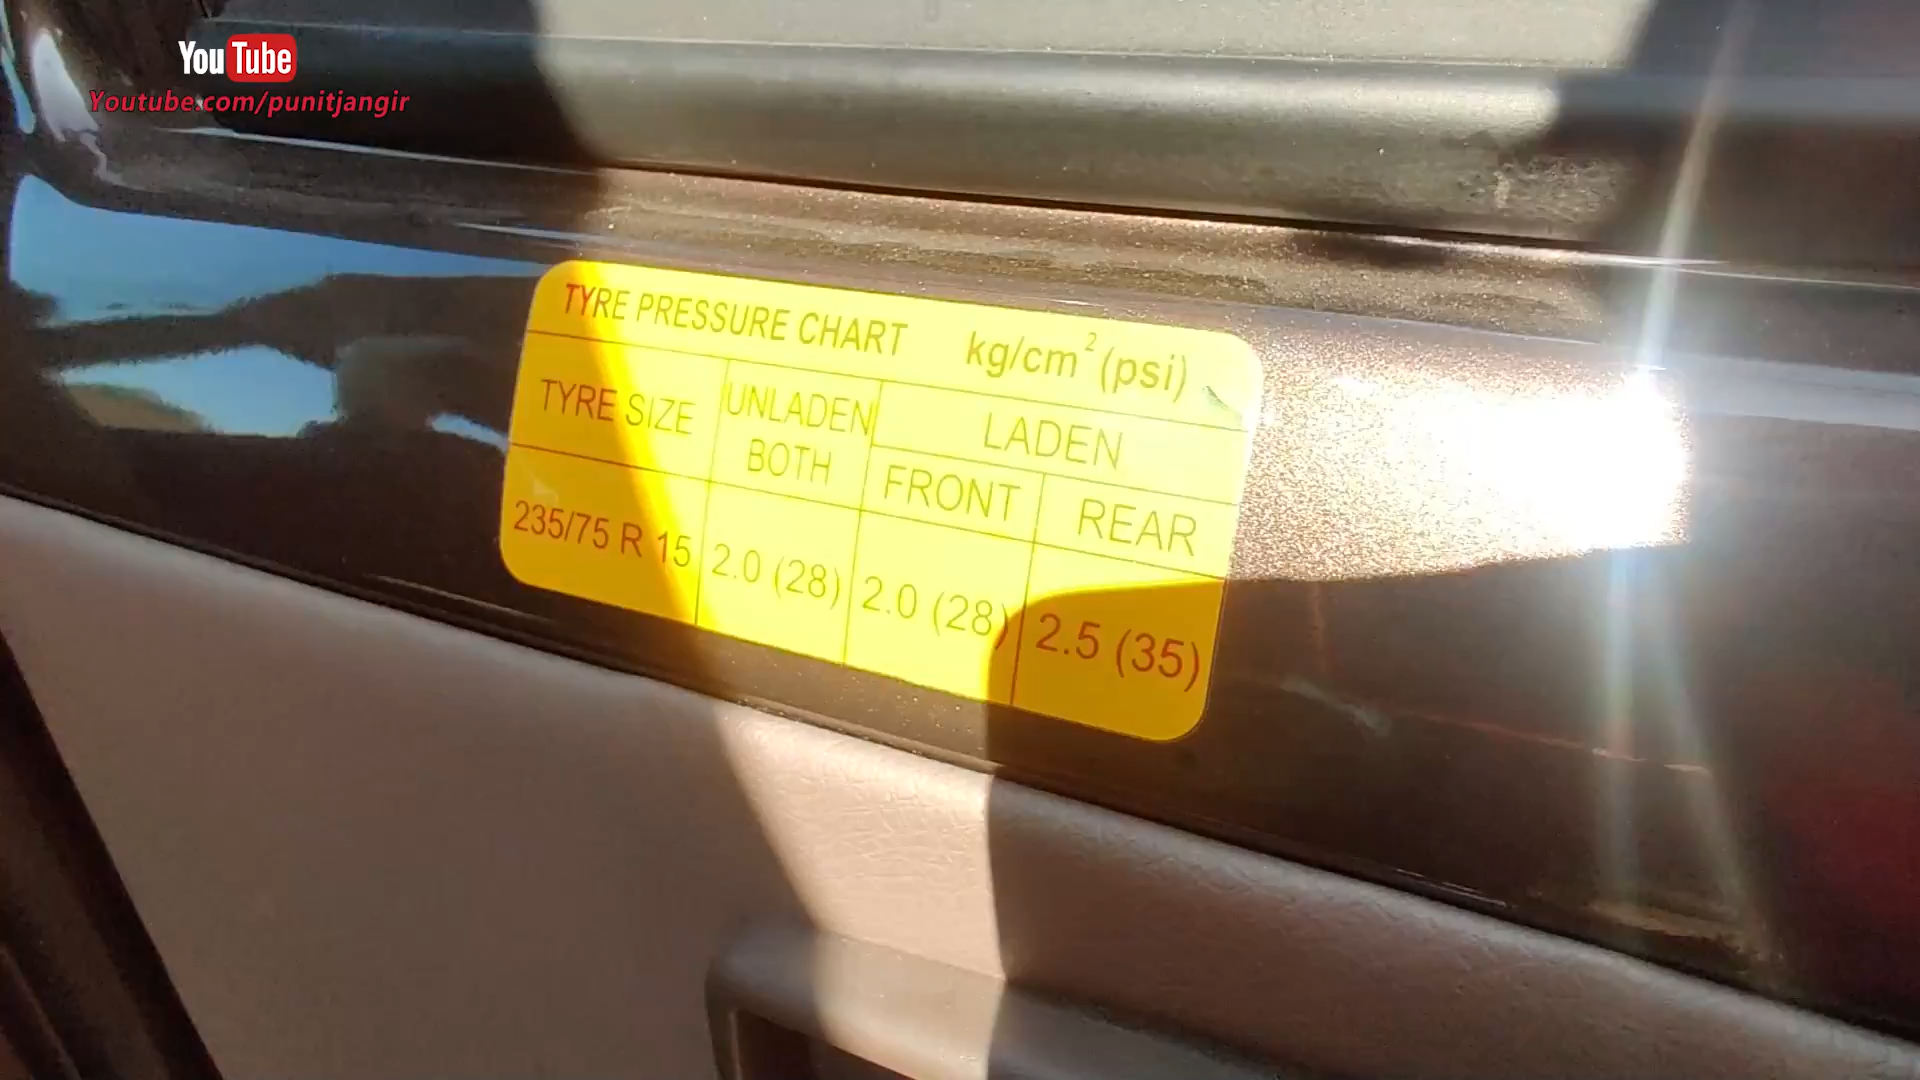 YouTube
Youtube.com/punitjangir
TYRE PRESSURE CHART kg/cm² (psi)
TYRE SIZE UNLADEN BOTH LADEN
FRONT REAR
235/75 R 15 2.0 (28) 2.0 (28) 2.5 (35)